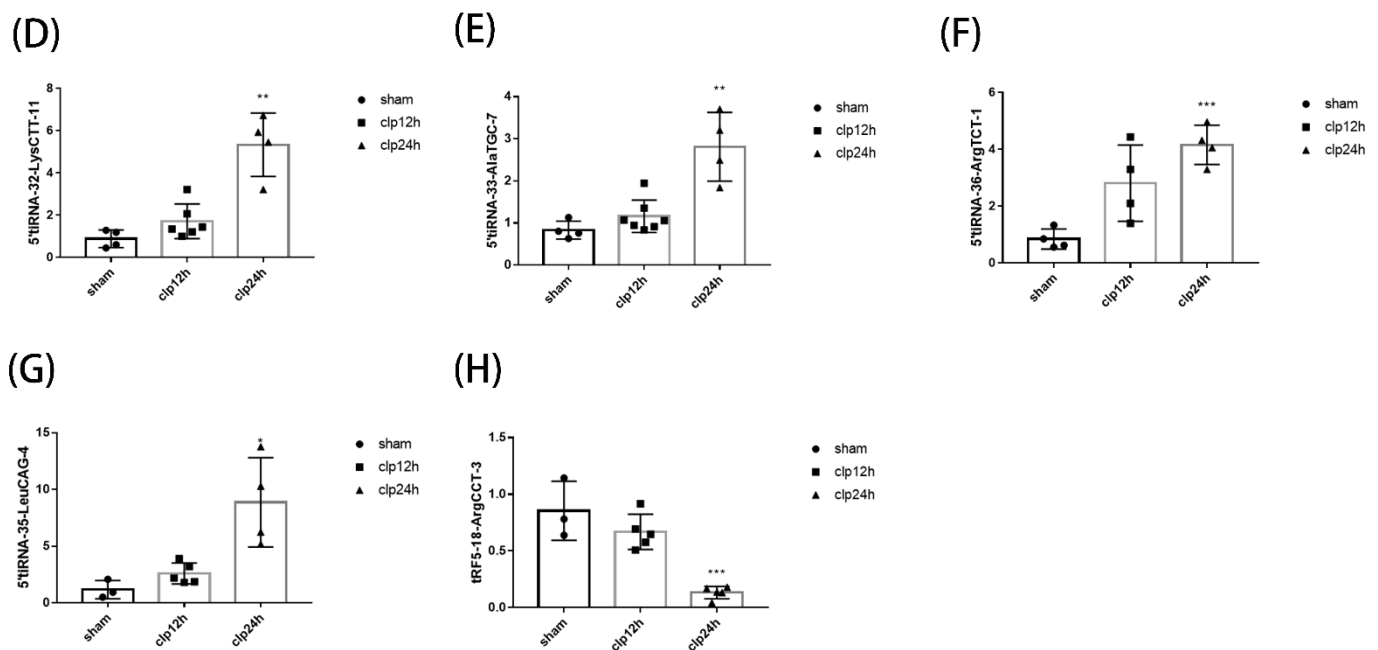 (D)
5'tiRNA-32-LysCTT-11
8
6
4
2
0
**
sham
clp12h
clp24h
sham
clp12h
clp24h
(E)
5'tiRNA-33-AlaTGC-7
4
3
2
1
0
**
sham
clp12h
clp24h
sham
clp12h
clp24h
(F)
5'tiRNA-36-ArgTCT-1
6
4
2
0
***
sham
clp12h
clp24h
sham
clp12h
clp24h
(G)
5'tiRNA-35-LeuCAG-4
15
10
5
0
*
sham
clp12h
clp24h
sham
clp12h
clp24h
(H)
tRF5-18-ArgCCT-3
1.5
1.0
0.5
0.0
***
sham
clp12h
clp24h
sham
clp12h
clp24h